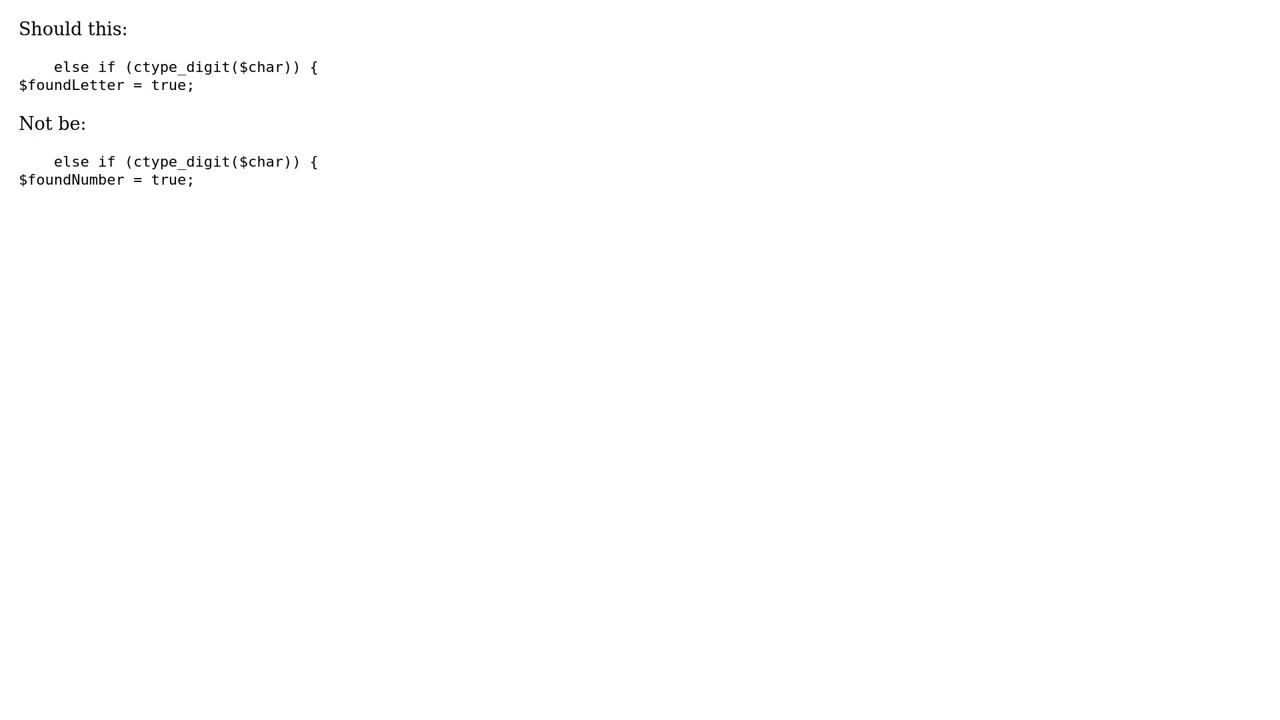 Should this:
    else if (ctype_digit($char)) {
$foundLetter = true;
Not be:
    else if (ctype_digit($char)) {
$foundNumber = true;